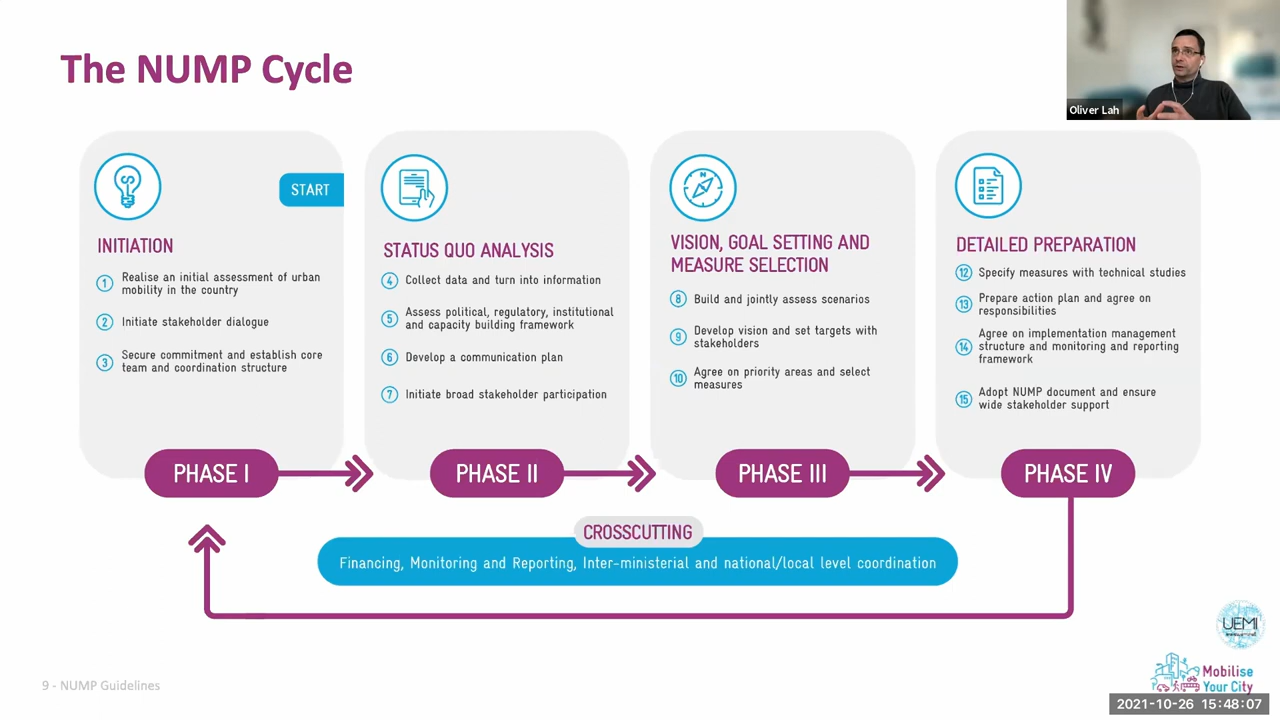 The NUMP Cycle
Oliver Lah
START
INITIATION
1 Realise an initial assessment of urban
mobility in the country
2 Initiate stakeholder dialogue
3 Secure commitment and establish core
team and coordination structure
PHASE I
STATUS QUO ANALYSIS
4 Collect data and turn into information
5 Assess political, regulatory, institutional
and capacity building framework
6 Develop a communication plan
7 Initiate broad stakeholder participation
PHASE II
N
VISION, GOAL SETTING AND
MEASURE SELECTION
8 Build and jointly assess scenarios
9 Develop vision and set targets with
stakeholders
10 Agree on priority areas and select
measures
PHASE III
DETAILED PREPARATION
12 Specify measures with technical studies
13 Prepare action plan and agree on
responsibilities
14 Agree on implementation management
structure and monitoring and reporting
framework
15 Adopt NUMP document and ensure
wide stakeholder support
PHASE IV
CROSSCUTTING
Financing, Monitoring and Reporting, Inter-ministerial and national/local level coordination
UEMI
9 - NUMP Guidelines
Mobilise
Your City
2021-10-26 15:48:07